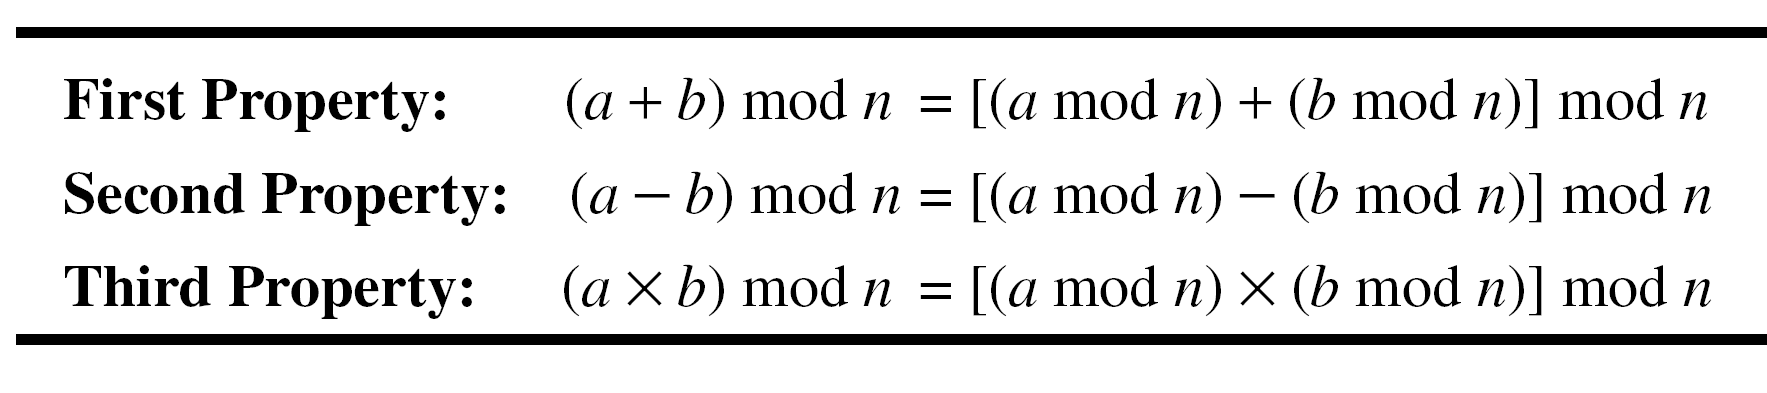 First Property: (a + b) mod n = [(a mod n) + (b mod n)] mod n
Second Property: (a − b) mod n = [(a mod n) − (b mod n)] mod n
Third Property: (a × b) mod n = [(a mod n) × (b mod n)] mod n